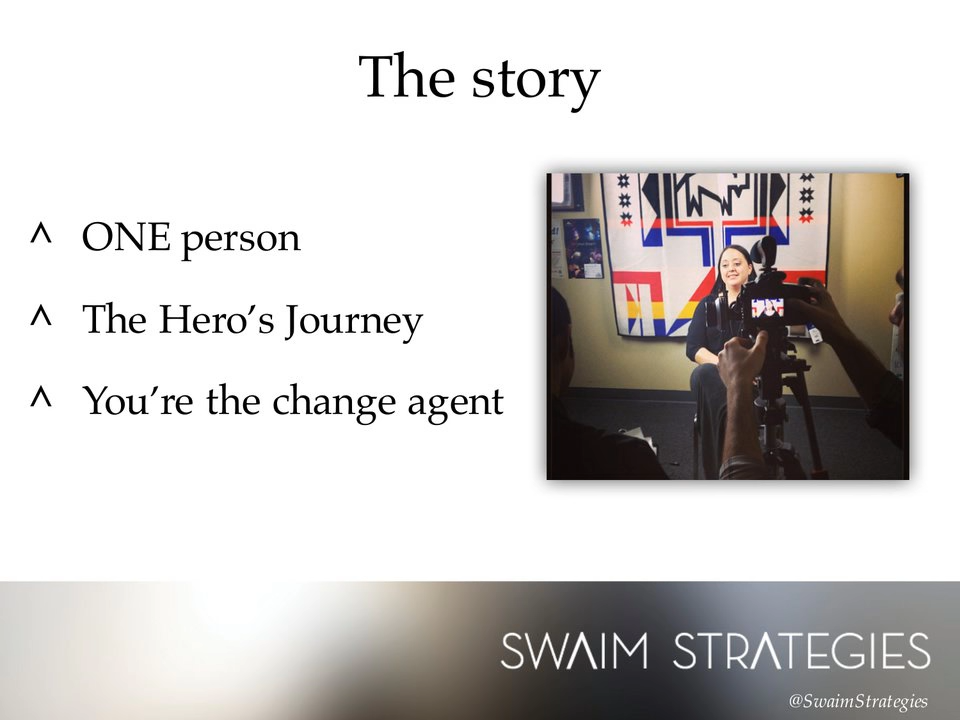 The story
^ ONE person
^ The Hero’s Journey
^ You’re the change agent
SWAIM STRATEGIES
@SwaimStrategies